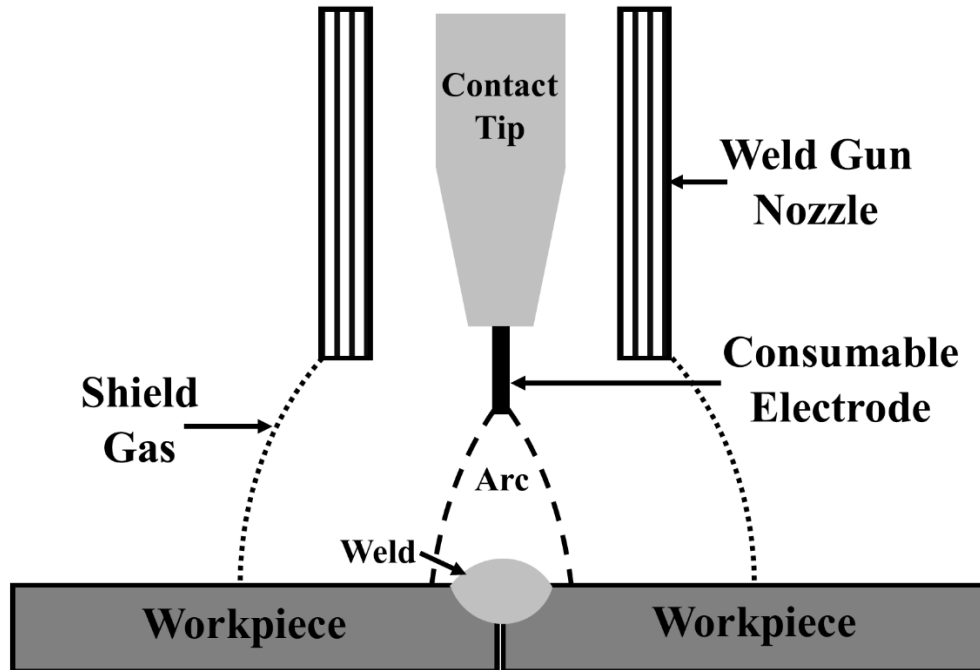 Contact
Tip
Weld Gun
Nozzle
Consumable
Electrode
Shield
Gas
Arc
Weld
Workpiece
Workpiece